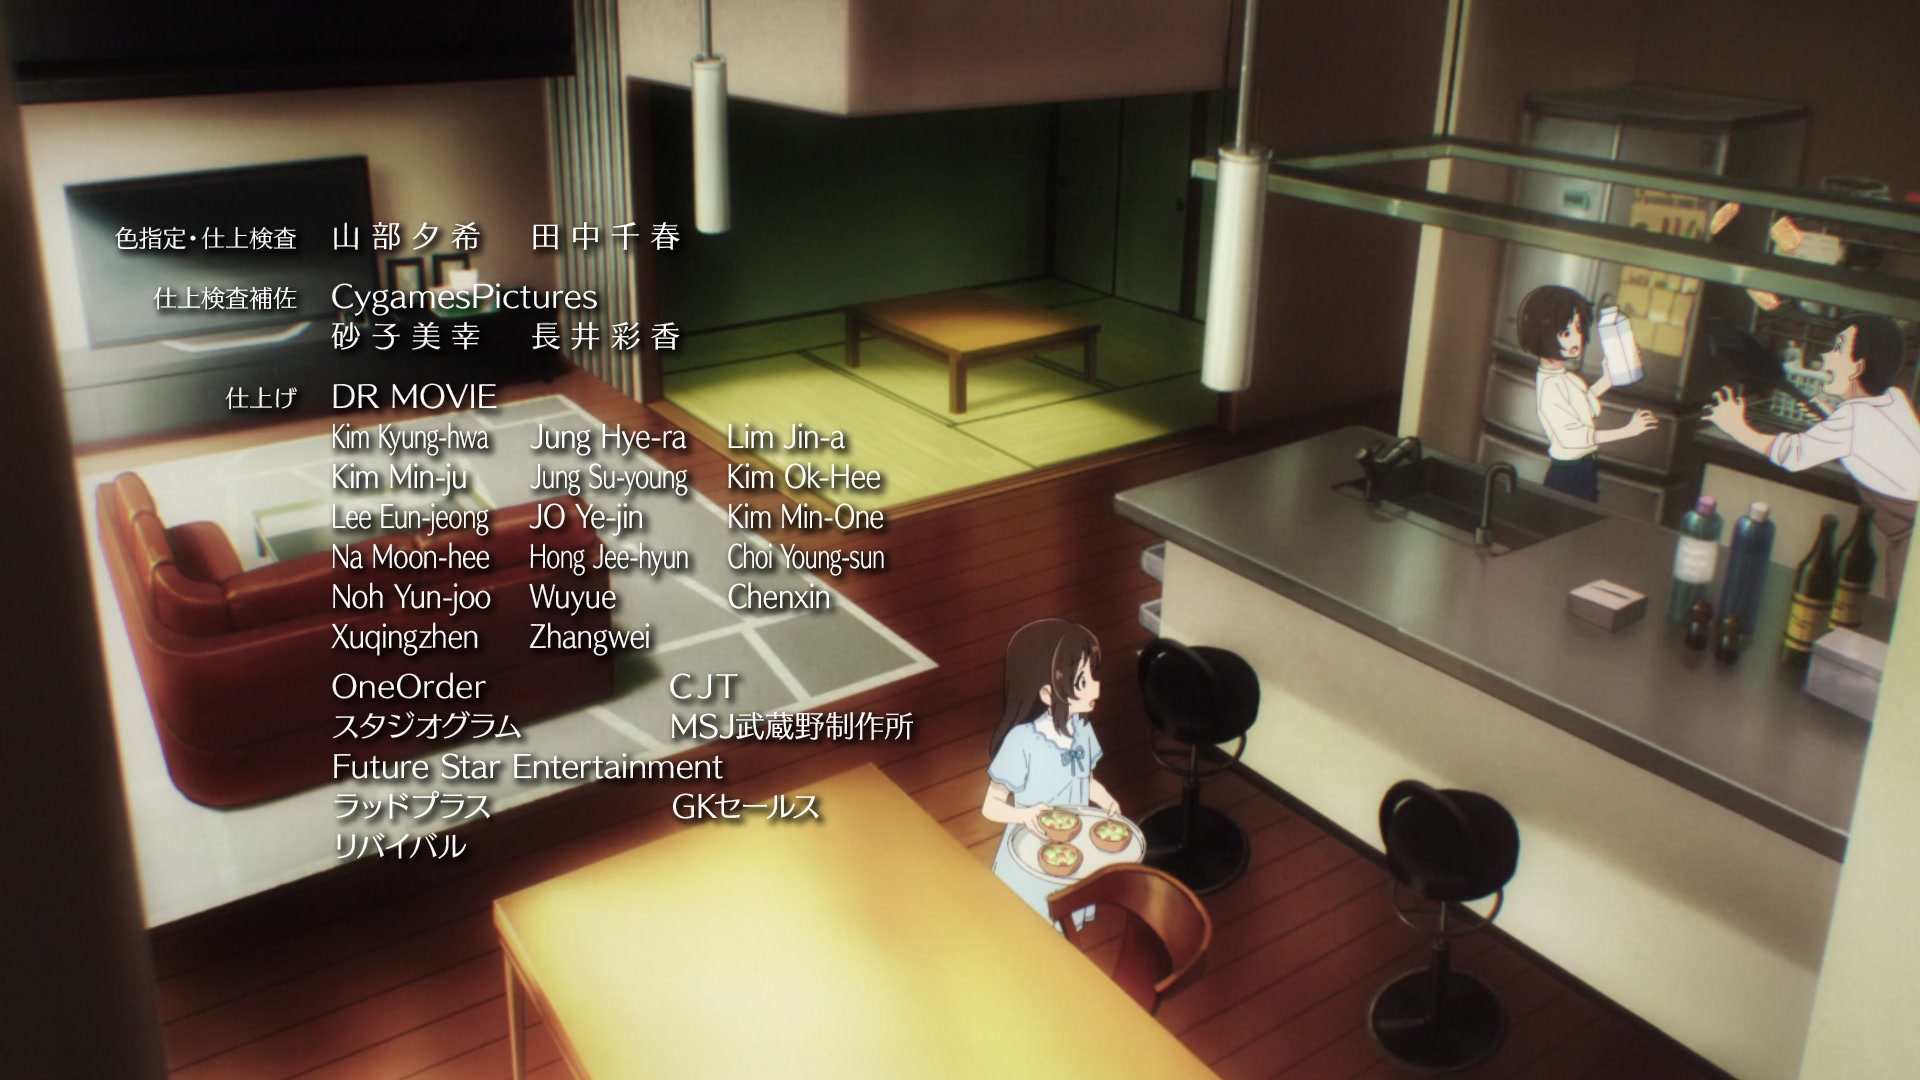 色指定・仕上検査 山部夕希 田中千春
仕上検査補佐 CygamesPictures
砂子美幸 長井彩香
仕上げ DR MOVIE
Kim Kyung-hwa Jung Hye-ra Lim Jin-a
Kim Min-ju Jung Su-young Kim Ok-Hee
Lee Eun-jeong JO Ye-jin Kim Min-One
Na Moon-hee Hong Jee-hyun Choi Young-sun
Noh Yun-joo Wuyue Chenxin
Xuqingzhen Zhangwei
OneOrder CJT
スタジオグラム MSJ武蔵野制作所
Future Star Entertainment
ラッドプラス GKセールス
リバイバル